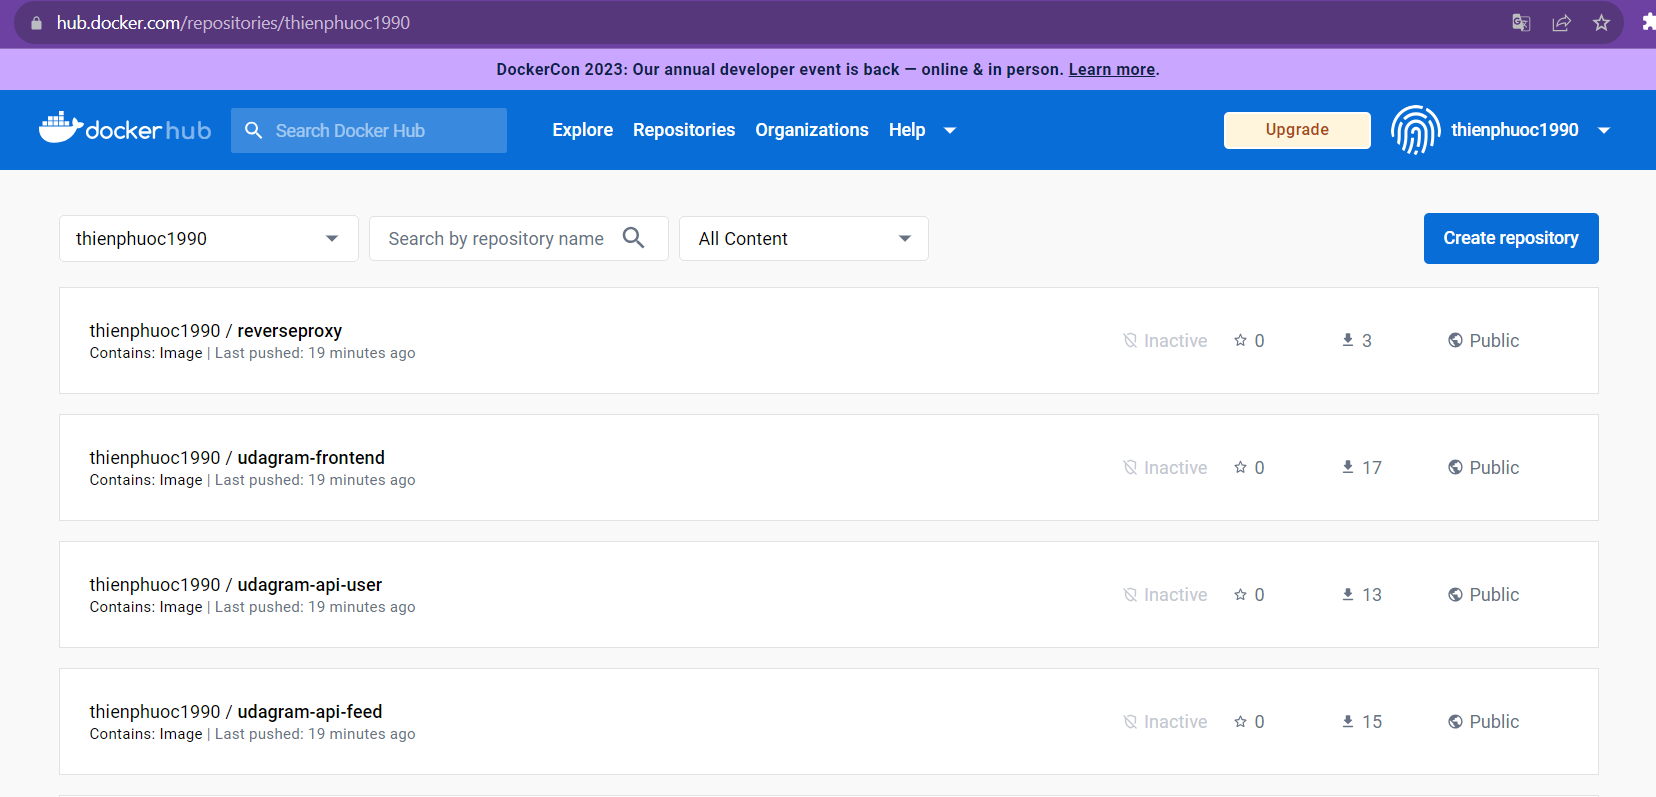 hub.docker.com/repositories/thienphuoc1990
DockerCon 2023: Our annual developer event is back — online & in person. Learn more.
dockerhub Search Docker Hub Explore Repositories Organizations Help Upgrade thienphuoc1990
thienphuoc1990 Search by repository name All Content Create repository
thienphuoc1990 / reverseproxy
Contains: Image | Last pushed: 19 minutes ago
Inactive 0 3 Public
thienphuoc1990 / udagram-frontend
Contains: Image | Last pushed: 19 minutes ago
Inactive 0 17 Public
thienphuoc1990 / udagram-api-user
Contains: Image | Last pushed: 19 minutes ago
Inactive 0 13 Public
thienphuoc1990 / udagram-api-feed
Contains: Image | Last pushed: 19 minutes ago
Inactive 0 15 Public